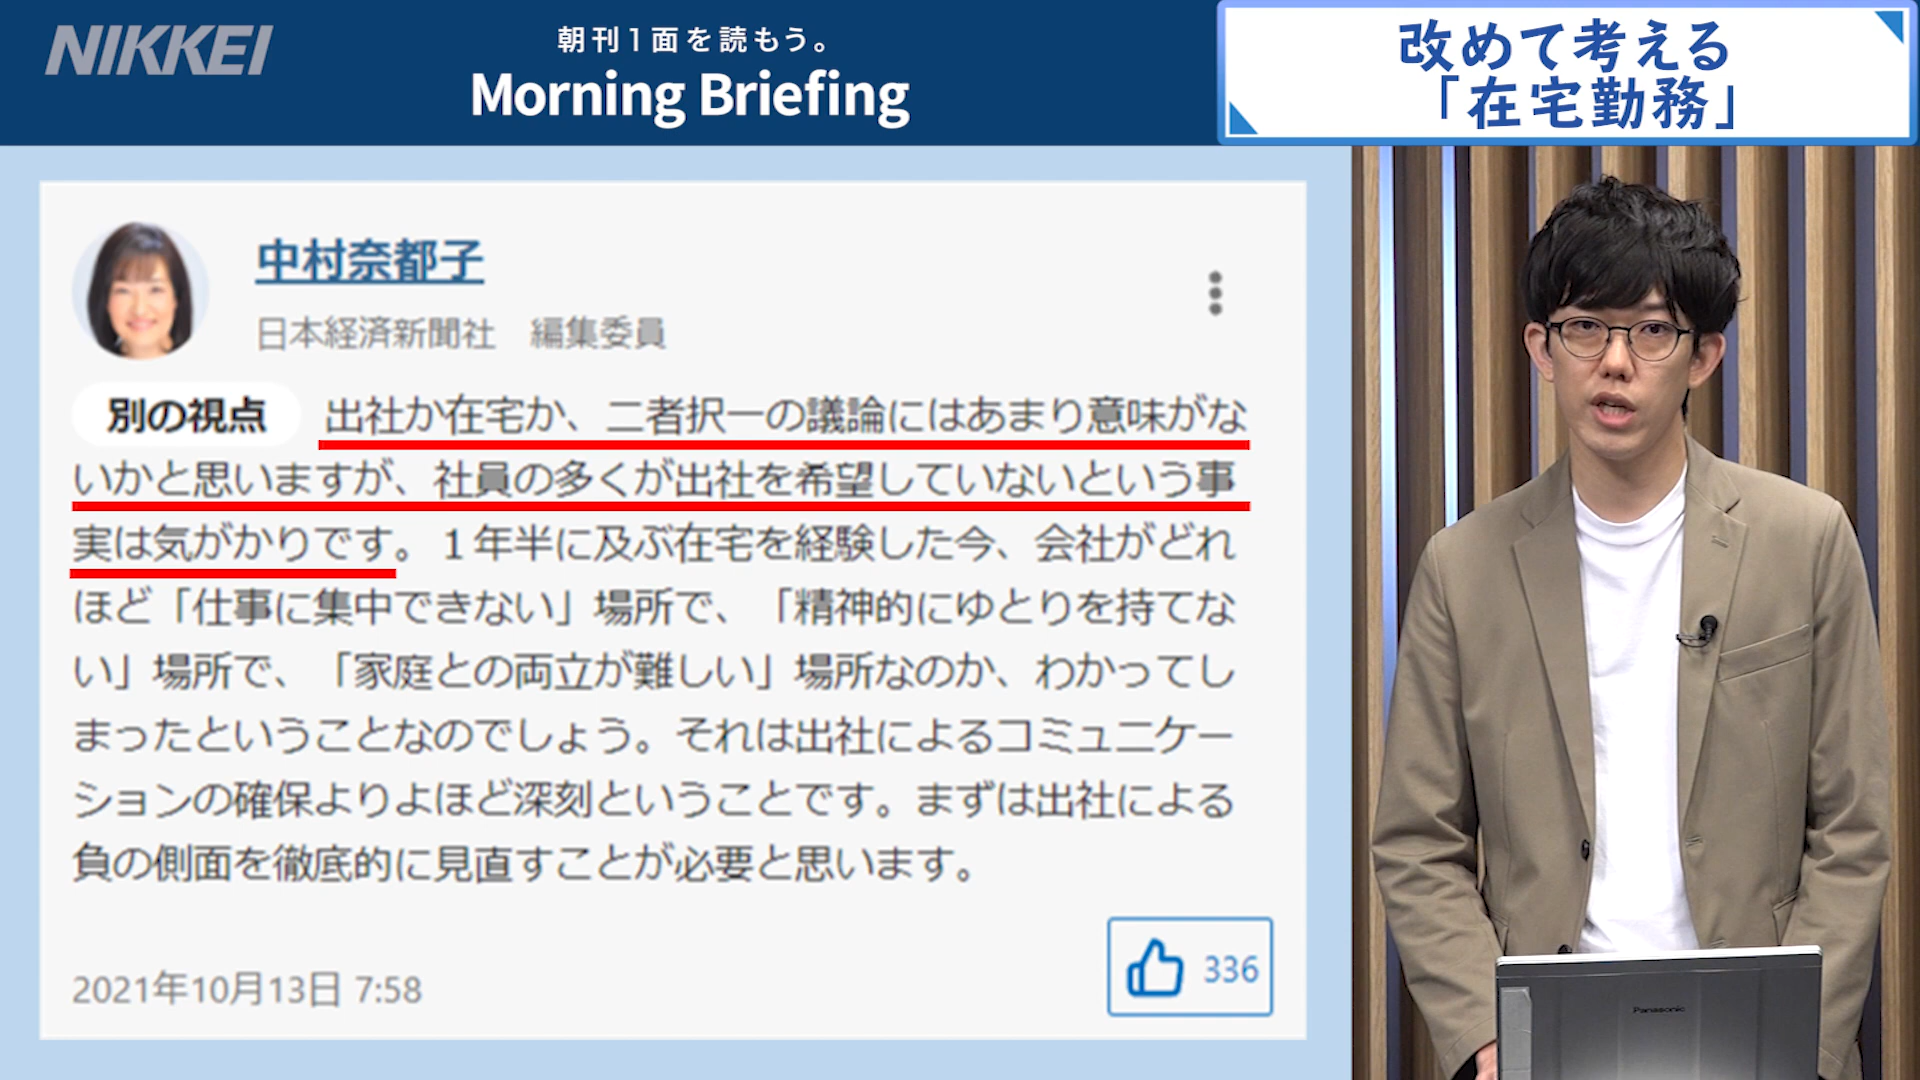 NIKKEI
朝刊1面を読もう。
Morning Briefing
改めて考える
「在宅勤務」
中村奈都子
日本経済新聞社　編集委員
別の視点　出社か在宅か、二者択一の議論にはあまり意味がな
いかと思いますが、社員の多くが出社を希望していないという事
実は気がかりです。１年半に及ぶ在宅を経験した今、会社がどれ
ほど「仕事に集中できない」場所で、「精神的にゆとりを持てな
い」場所で、「家庭との両立が難しい」場所なのか、わかってし
まったということなのでしょう。それは出社によるコミュニケー
ションの確保よりよほど深刻ということです。まずは出社による
負の側面を徹底的に見直すことが必要と思います。
336
2021年10月13日 7:58
Panasonic